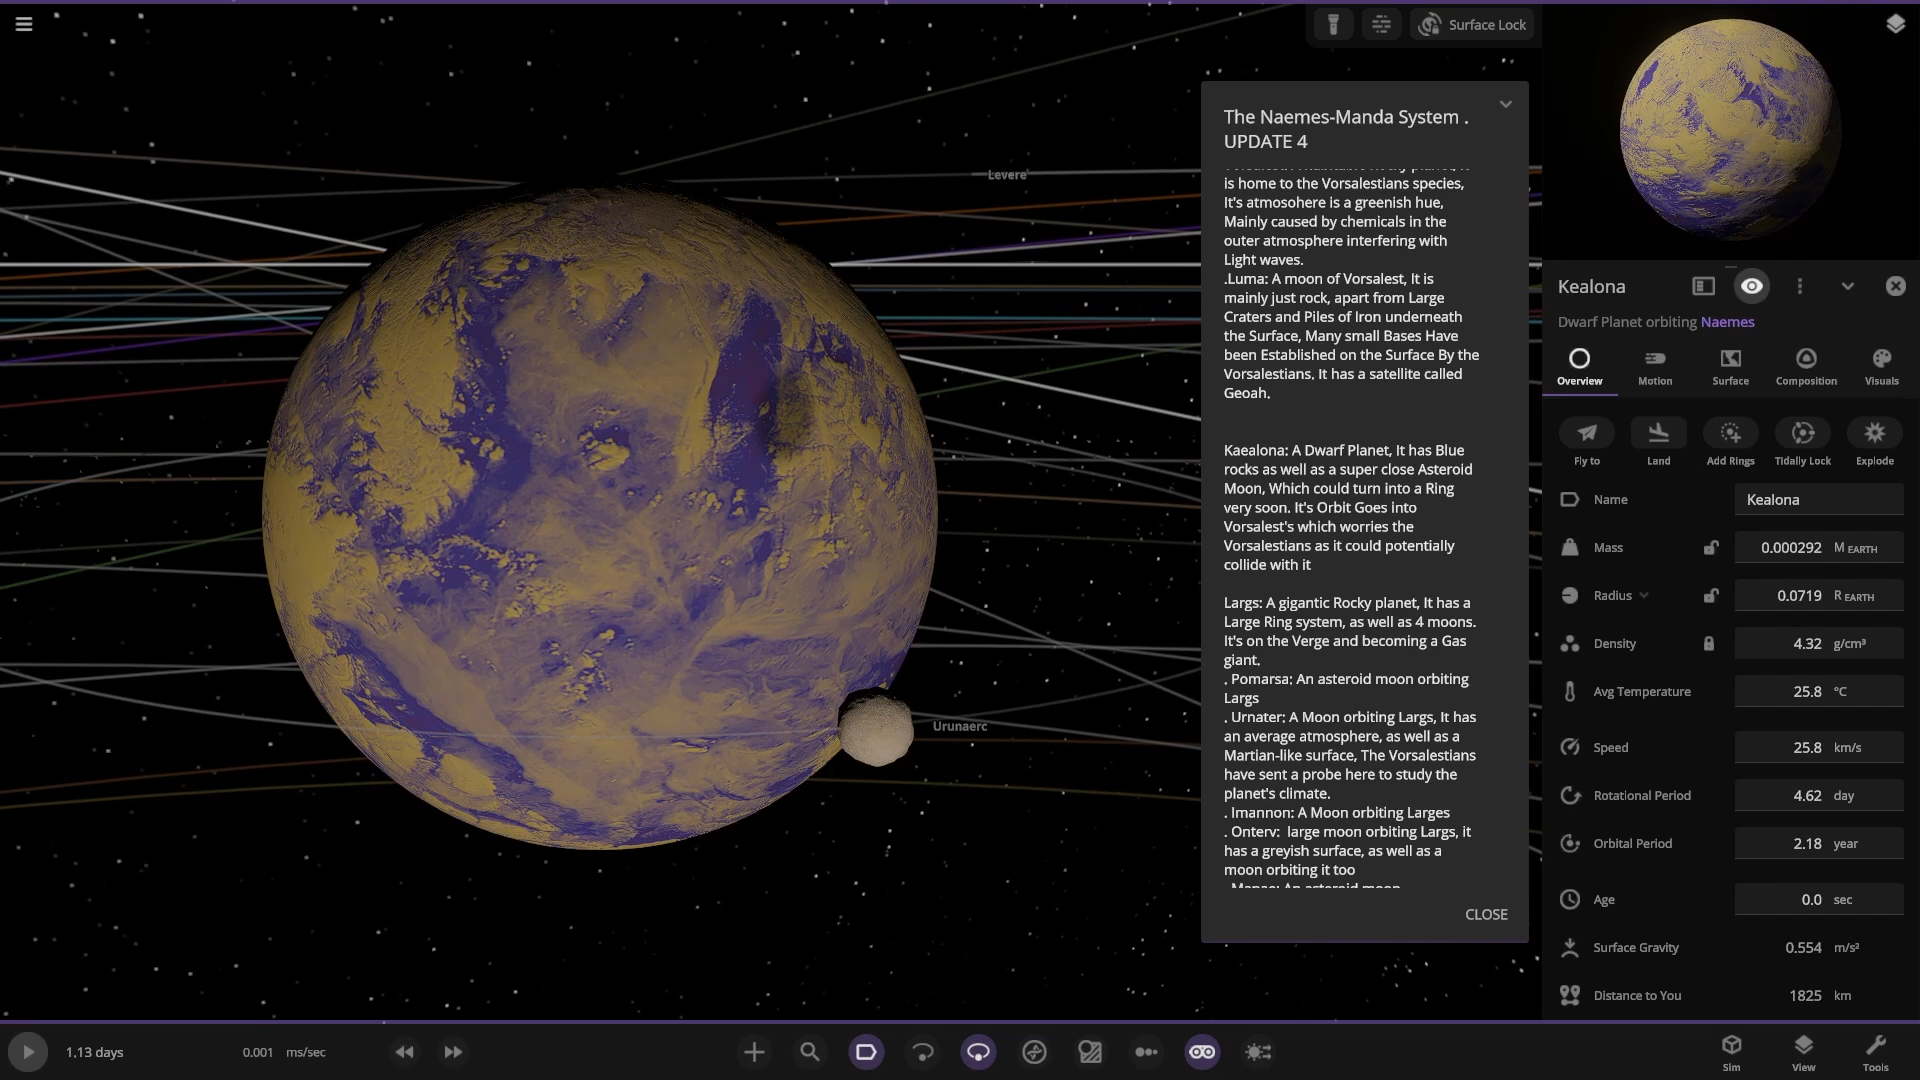 Surface Lock
Levere
Urunaerc
The Naemes-Manda System .
UPDATE 4
is home to the Vorsalestians species,
It's atmosohere is a greenish hue,
Mainly caused by chemicals in the
outer atmosphere interfering with
Light waves.
.Luma: A moon of Vorsalest, It is
mainly just rock, apart from Large
Craters and Piles of Iron underneath
the Surface, Many small Bases Have
been Established on the Surface By the
Vorsalestians. It has a satellite called
Geoah.
Kaealona: A Dwarf Planet, It has Blue
rocks as well as a super close Asteroid
Moon, Which could turn into a Ring
very soon. It's Orbit Goes into
Vorsalest's which worries the
Vorsalestians as it could potentially
collide with it
Largs: A gigantic Rocky planet, It has a
Large Ring system, as well as 4 moons.
It's on the Verge and becoming a Gas
giant.
. Pomarsa: An asteroid moon orbiting
Largs
. Urnater: A Moon orbiting Largs, It has
an average atmosphere, as well as a
Martian-like surface, The Vorsalestians
have sent a probe here to study the
planet's climate.
. Imannon: A Moon orbiting Larges
. Onterv:  large moon orbiting Largs, it
has a greyish surface, as well as a
moon orbiting it too
An asteroid moon
CLOSE
Kealona
Dwarf Planet orbiting Naemes
Overview Motion Surface Composition Visuals
Fly to Land Add Rings Tidally Lock Explode
Name Kealona
Mass 0.000292 M EARTH
Radius 0.0719 R EARTH
Density 4.32 g/cm³
Avg Temperature 25.8 °C
Speed 25.8 km/s
Rotational Period 4.62 day
Orbital Period 2.18 year
Age 0.0 sec
Surface Gravity 0.554 m/s²
Distance to You 1825 km
1.13 days 0.001 ms/sec
Sim View Tools